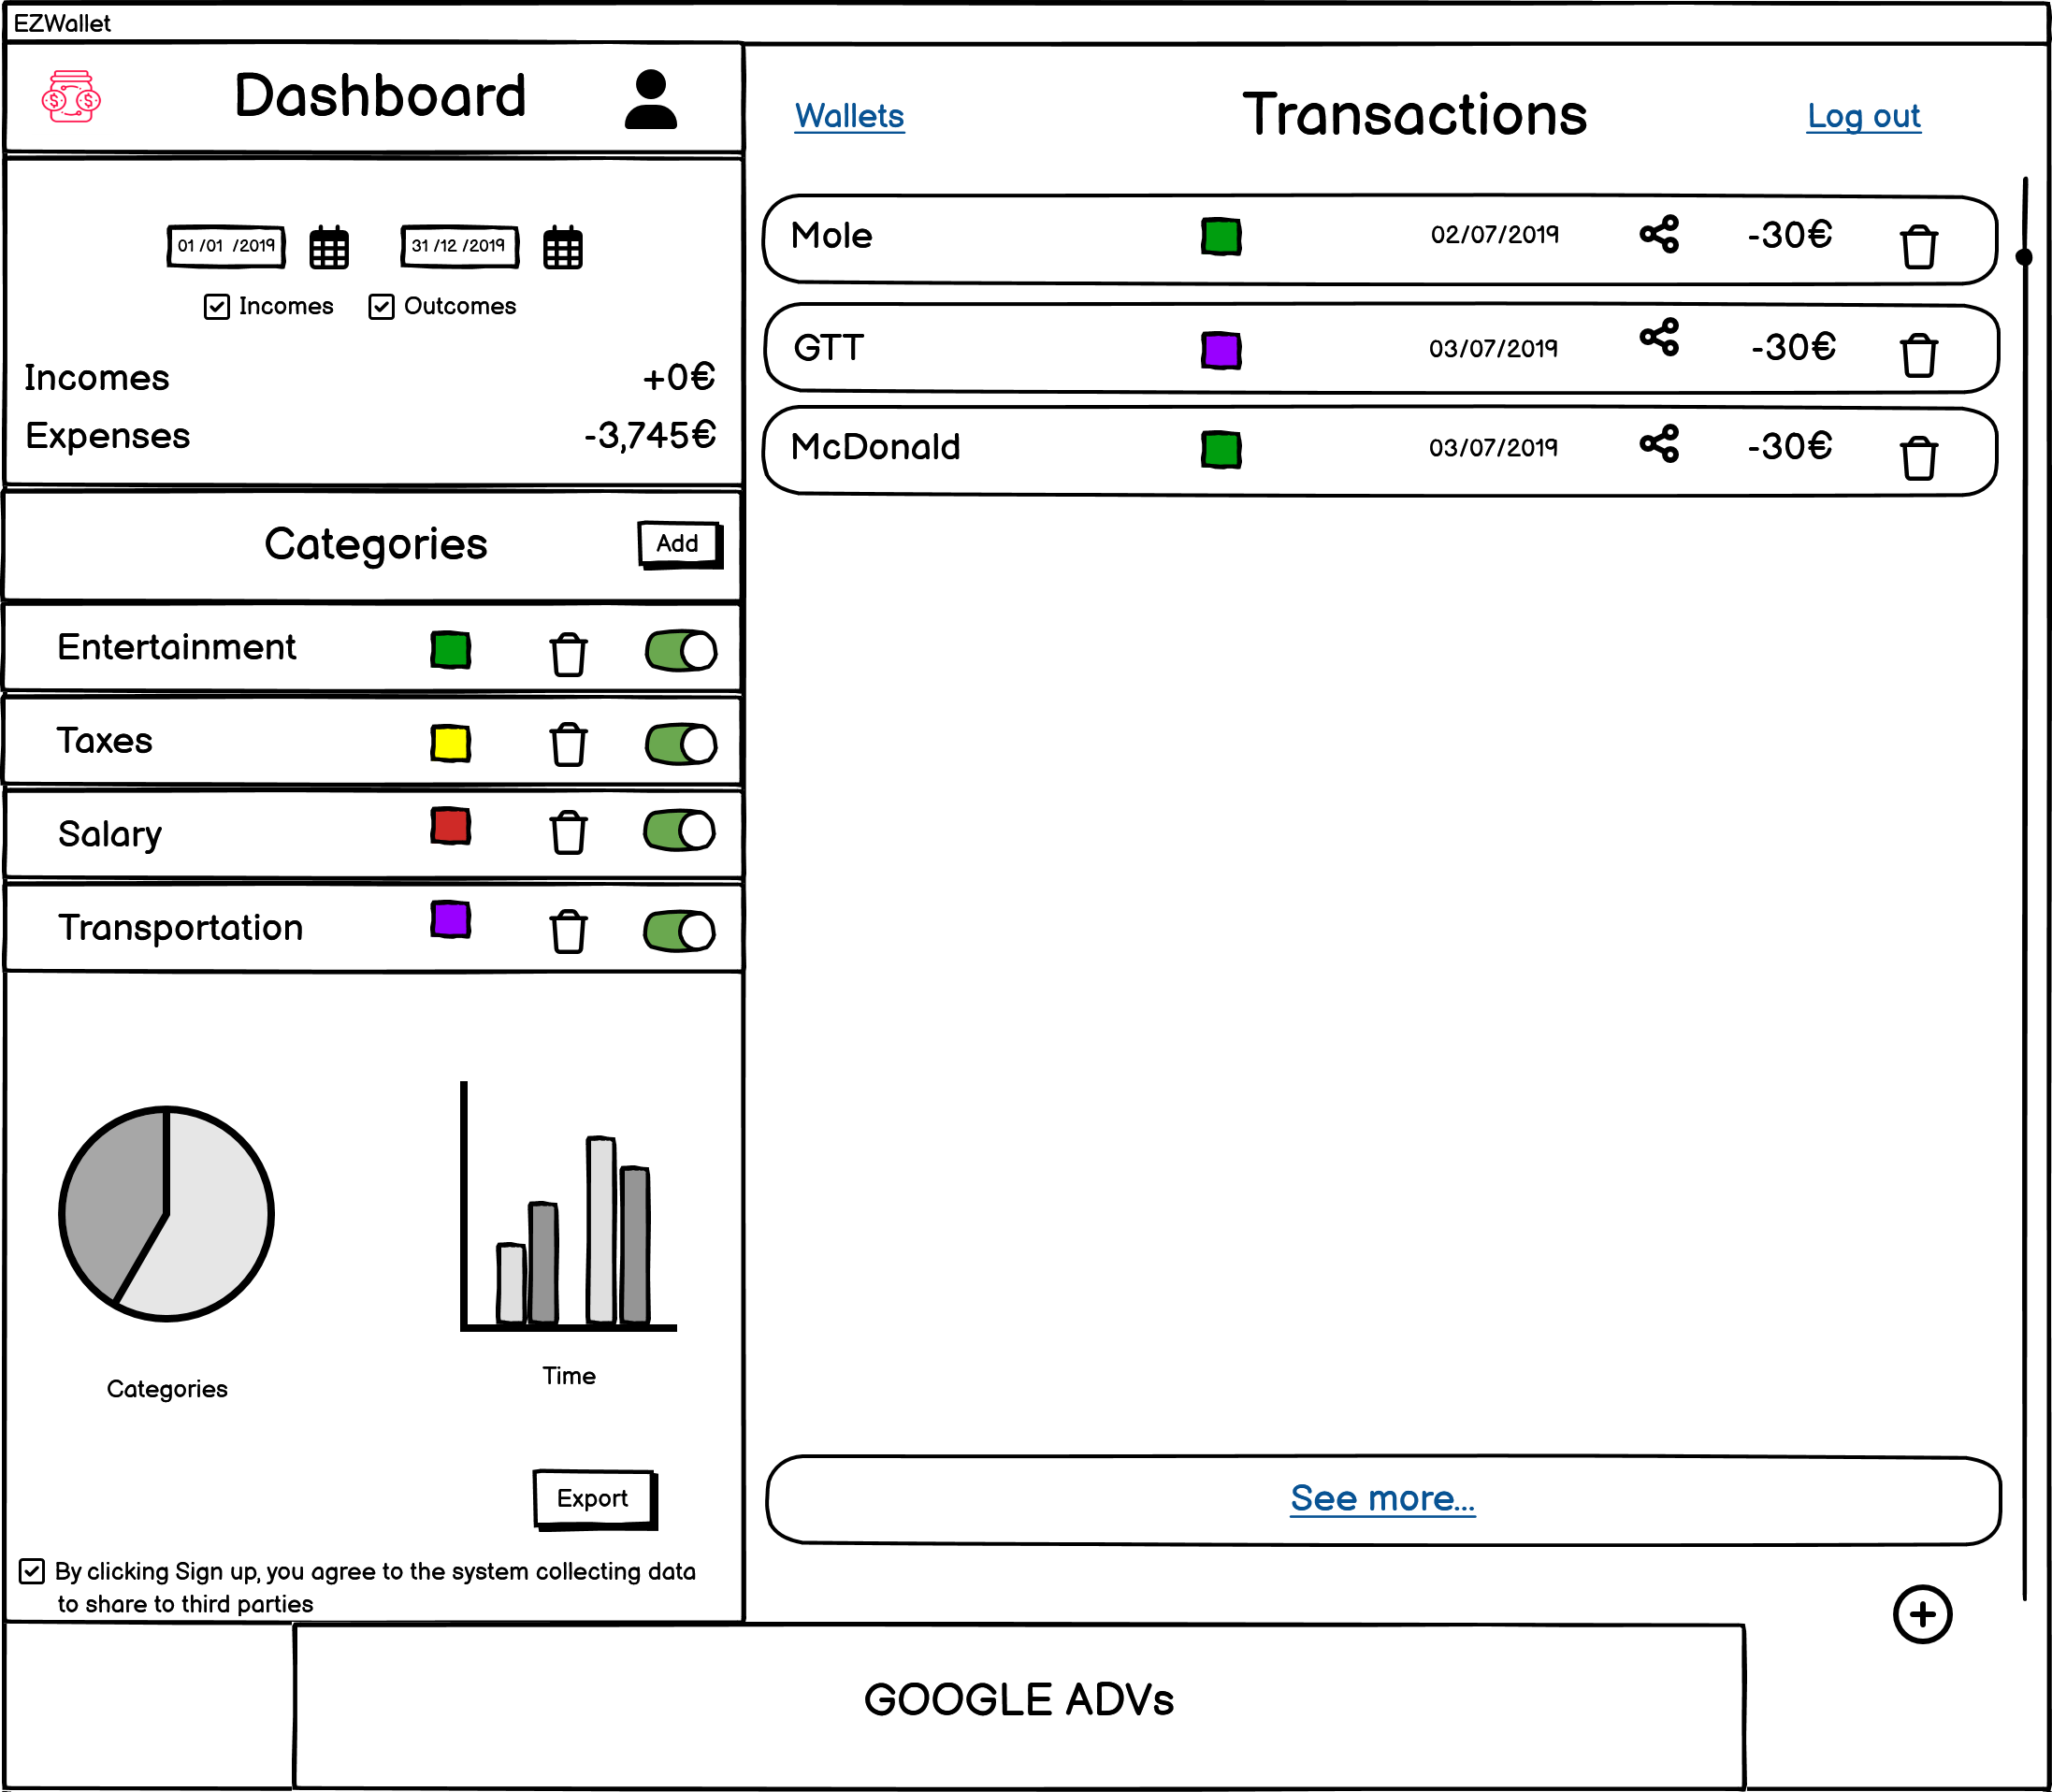 EZWallet
Dashboard
01 /01 /2019
31 /12 /2019
Incomes
Outcomes
Incomes
+0€
Expenses
-3,745€
Categories
Add
Entertainment
Taxes
Salary
Transportation
Categories
Time
Export
By clicking Sign up, you agree to the system collecting data
to share to third parties
Wallets
Transactions
Log out
Mole
02/07/2019
-30€
GTT
03/07/2019
-30€
McDonald
03/07/2019
-30€
See more...
GOOGLE ADVs